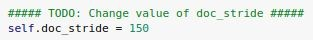 ##### TODO: Change value of doc_stride #####
self.doc_stride = 150